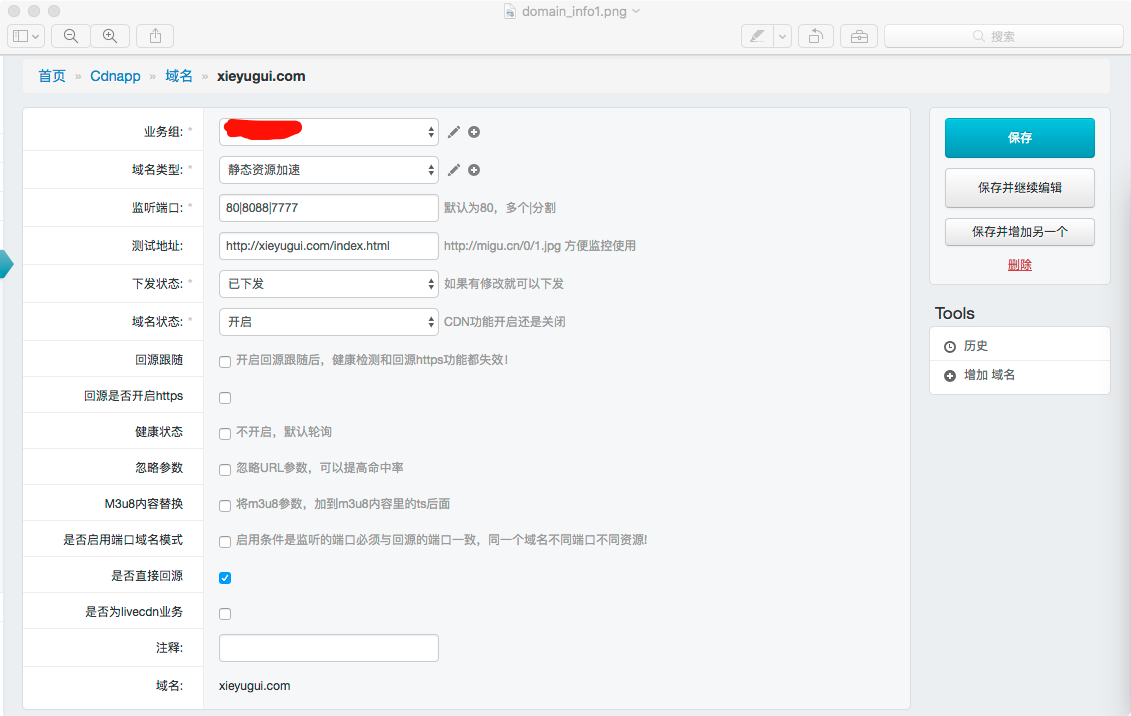 domain_info1.png
搜索
首页 » Cdnapp » 域名 » xieyugui.com
业务组: *
域名类型: * 静态资源加速
监听端口: * 80|8088|7777 默认为80，多个|分割
测试地址: http://xieyugui.com/index.html http://migu.cn/0/1.jpg 方便监控使用
下发状态: * 已下发 如果有修改就可以下发
域名状态: * 开启 CDN功能开启还是关闭
回源跟随 开启回源跟随后，健康检测和回源https功能都失效！
回源是否开启https
健康状态 不开启，默认轮询
忽略参数 忽略URL参数，可以提高命中率
M3u8内容替换 将m3u8参数，加到m3u8内容里的ts后面
是否启用端口域名模式 启用条件是监听的端口必须与回源的端口一致，同一个域名不同端口不同资源!
是否直接回源
是否为livecdn业务
注释:
域名: xieyugui.com
保存
保存并继续编辑
保存并增加另一个
删除
Tools
历史
增加 域名